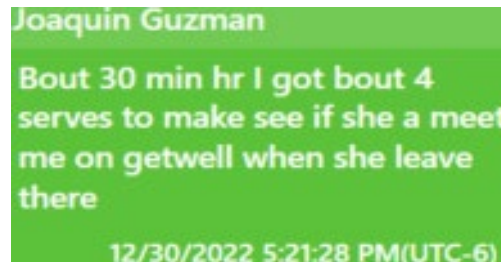 Joaquin Guzman
Bout 30 min hr I got bout 4
serves to make see if she a meet
me on getwell when she leave
there
12/30/2022 5:21:28 PM(UTC-6)